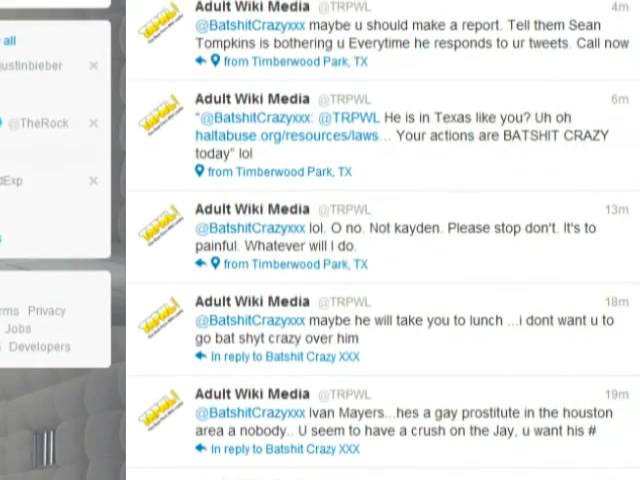 all
ustinbieber ×
@TheRock ×
dExp ×
s
rms Privacy
Jobs
Developers
Adult Wiki Media @TRPWL 4m
@BatshitCrazyxxx maybe u should make a report. Tell them Sean
Tompkins is bothering u Everytime he responds to ur tweets. Call now
from Timberwood Park, TX
Adult Wiki Media @TRPWL 6m
"@BatshitCrazyxxx: @TRPWL He is in Texas like you? Uh oh
haltabuse.org/resources/laws... Your actions are BATSHIT CRAZY
today" lol
from Timberwood Park, TX
Adult Wiki Media @TRPWL 13m
@BatshitCrazyxxx lol. O no. Not kayden. Please stop don't. It's to
painful. Whatever will I do.
from Timberwood Park, TX
Adult Wiki Media @TRPWL 18m
@BatshitCrazyxxx maybe he will take you to lunch ...i dont want u to
go bat shyt crazy over him
In reply to Batshit Crazy XXX
Adult Wiki Media @TRPWL 19m
@BatshitCrazyxxx Ivan Mayers...hes a gay prostitute in the houston
area a nobody.. U seem to have a crush on the Jay, u want his #
In reply to Batshit Crazy XXX